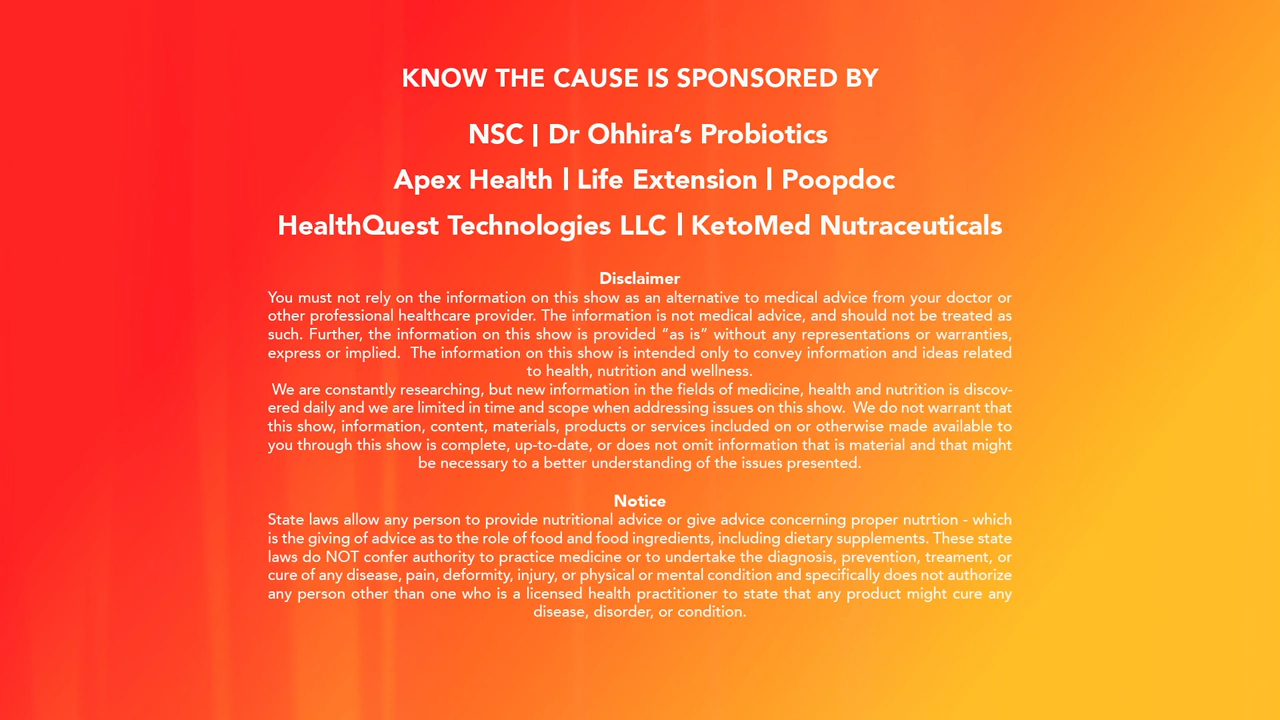 KNOW THE CAUSE IS SPONSORED BY
NSC | Dr Ohhira’s Probiotics
Apex Health | Life Extension | Poopdoc
HealthQuest Technologies LLC | KetoMed Nutraceuticals
Disclaimer
You must not rely on the information on this show as an alternative to medical advice from your doctor or
other professional healthcare provider. The information is not medical advice, and should not be treated as
such. Further, the information on this show is provided “as is” without any representations or warranties,
express or implied.  The information on this show is intended only to convey information and ideas related
to health, nutrition and wellness.
We are constantly researching, but new information in the fields of medicine, health and nutrition is discov-
ered daily and we are limited in time and scope when addressing issues on this show.  We do not warrant that
this show, information, content, materials, products or services included on or otherwise made available to
you through this show is complete, up-to-date, or does not omit information that is material and that might
be necessary to a better understanding of the issues presented.
Notice
State laws allow any person to provide nutritional advice or give advice concerning proper nutrtion - which
is the giving of advice as to the role of food and food ingredients, including dietary supplements. These state
laws do NOT confer authority to practice medicine or to undertake the diagnosis, prevention, treament, or
cure of any disease, pain, deformity, injury, or physical or mental condition and specifically does not authorize
any person other than one who is a licensed health practitioner to state that any product might cure any
disease, disorder, or condition.